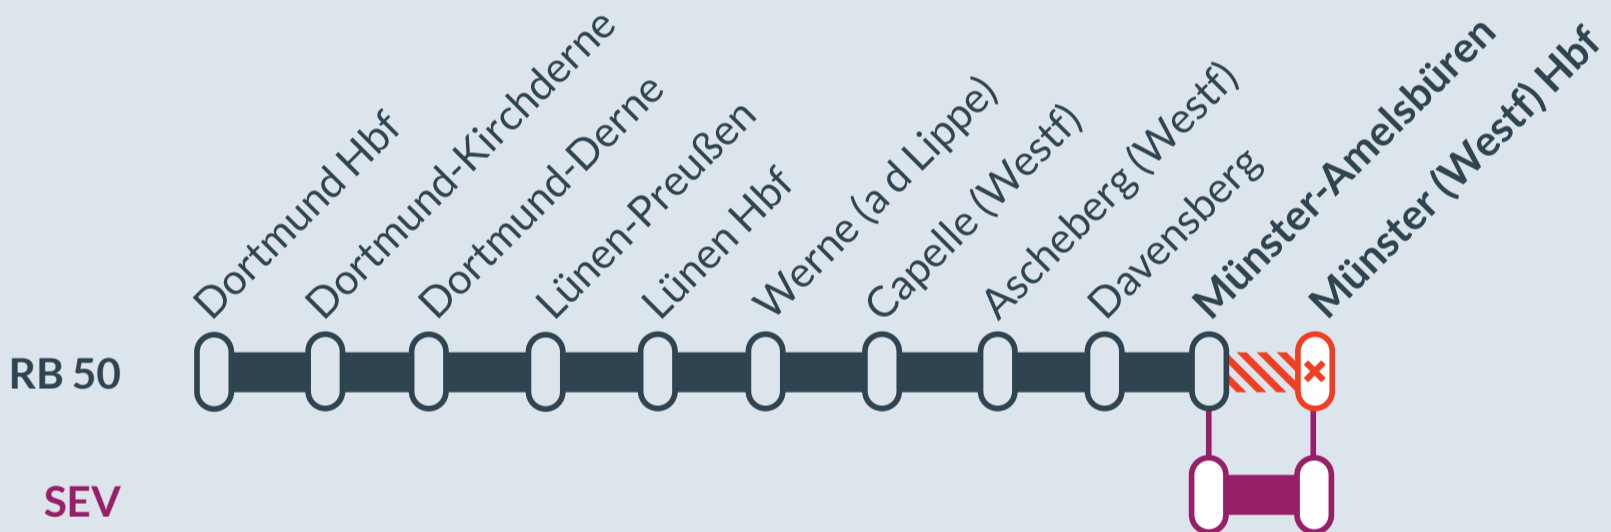 Dortmund Hbf
Dortmund-Kirchderne
Dortmund-Derne
Lünen-Preußen
Lünen Hbf
Werne (a d Lippe)
Capelle (Westf)
Ascheberg (Westf)
Davensberg
Münster-Amelsbüren
Münster (Westf) Hbf
RB 50
SEV